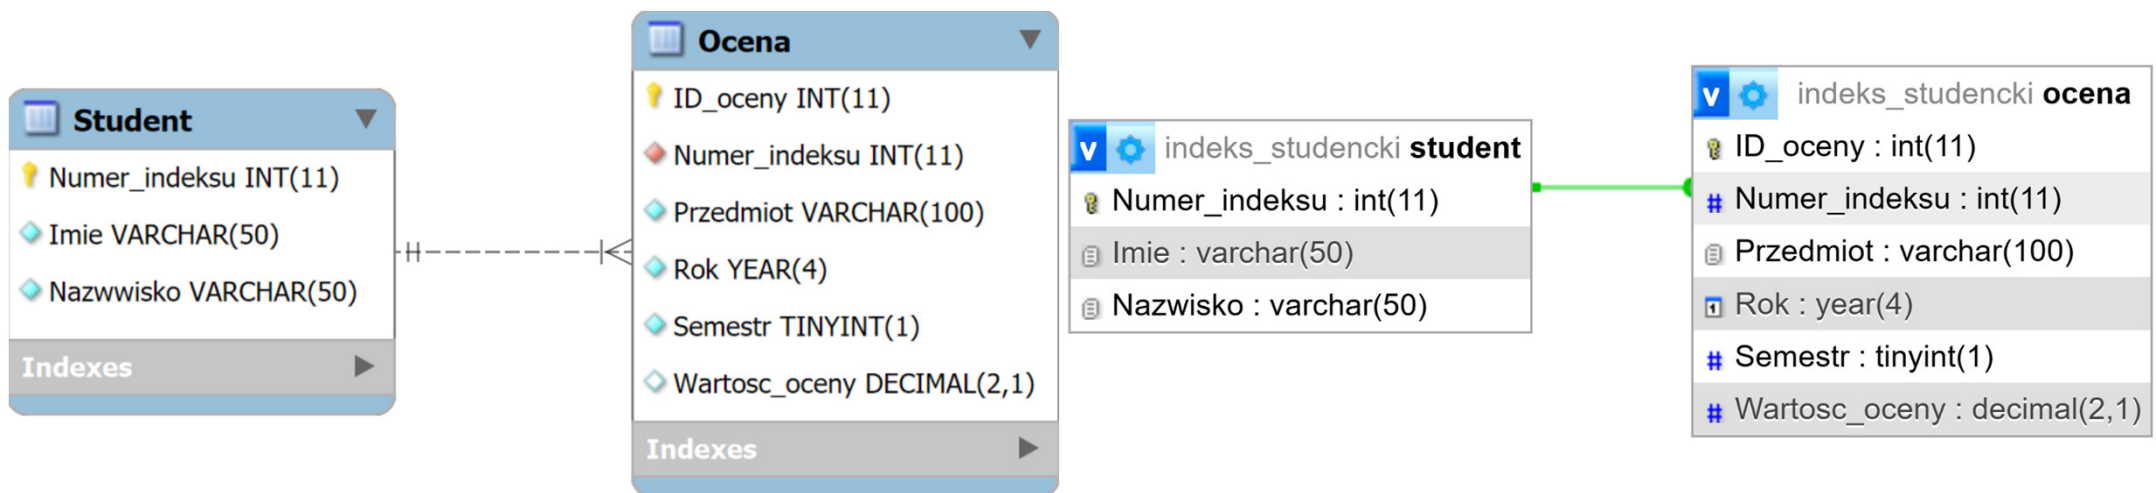 Student
Numer_indeksu INT(11)
Imie VARCHAR(50)
Nazwwisko VARCHAR(50)
Indexes
Ocena
ID_oceny INT(11)
Numer_indeksu INT(11)
Przedmiot VARCHAR(100)
Rok YEAR(4)
Semestr TINYINT(1)
Wartosc_oceny DECIMAL(2,1)
Indexes
v indeks_studencki student
Numer_indeksu : int(11)
Imie : varchar(50)
Nazwisko : varchar(50)
v indeks_studencki ocena
ID_oceny : int(11)
# Numer_indeksu : int(11)
Przedmiot : varchar(100)
Rok : year(4)
# Semestr : tinyint(1)
# Wartosc_oceny : decimal(2,1)